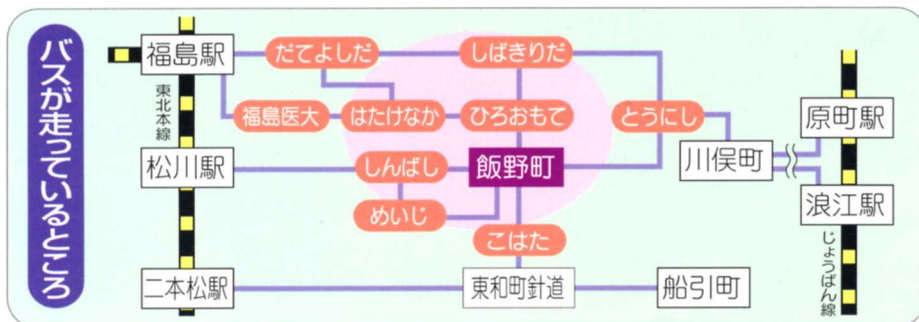 バスが走っているところ
福島駅
だてよしだ
しばきりだ
東北本線
福島医大
はたけなか
ひろおもて
とうにし
原町駅
松川駅
しんばし
飯野町
川俣町
めいじ
浪江駅
こはた
じょうばん線
二本松駅
東和町針道
船引町